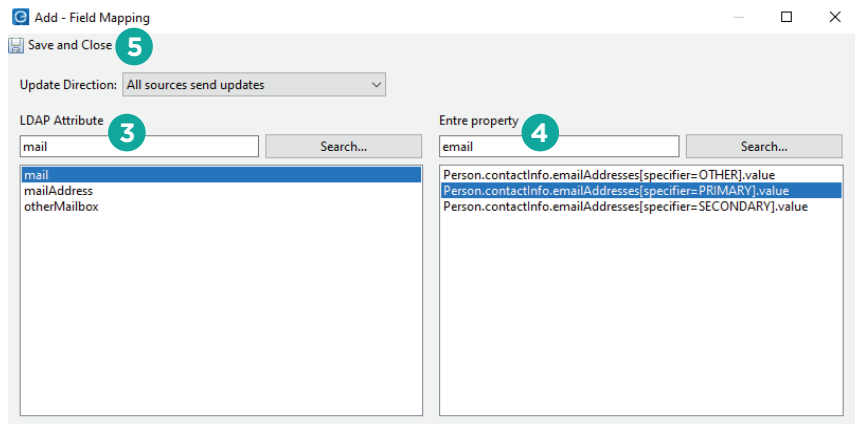 Add - Field Mapping
Save and Close 5
Update Direction: All sources send updates
LDAP Attribute 3
mail Search...
mail
mailAddress
otherMailbox
Entre property 4
email Search...
Person.contactInfo.emailAddresses[specifier=OTHER].value
Person.contactInfo.emailAddresses[specifier=PRIMARY].value
Person.contactInfo.emailAddresses[specifier=SECONDARY].value